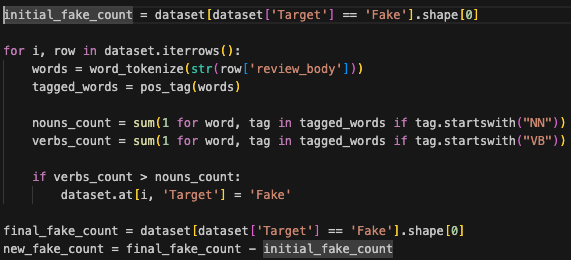 initial_fake_count = dataset[dataset['Target'] == 'Fake'].shape[0]
for i, row in dataset.iterrows():
    words = word_tokenize(str(row['review_body']))
    tagged_words = pos_tag(words)
    nouns_count = sum(1 for word, tag in tagged_words if tag.startswith("NN"))
    verbs_count = sum(1 for word, tag in tagged_words if tag.startswith("VB"))
    if verbs_count > nouns_count:
        dataset.at[i, 'Target'] = 'Fake'
final_fake_count = dataset[dataset['Target'] == 'Fake'].shape[0]
new_fake_count = final_fake_count - initial_fake_count